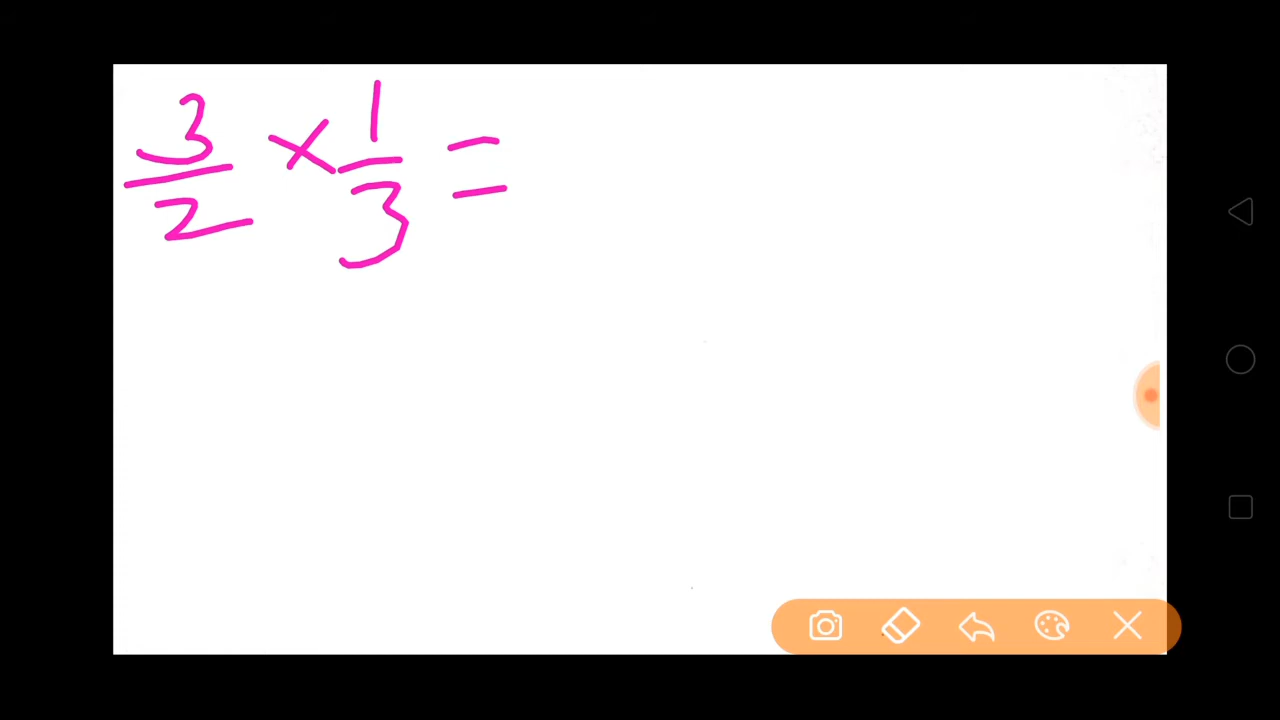 3/2 × 1/3 =